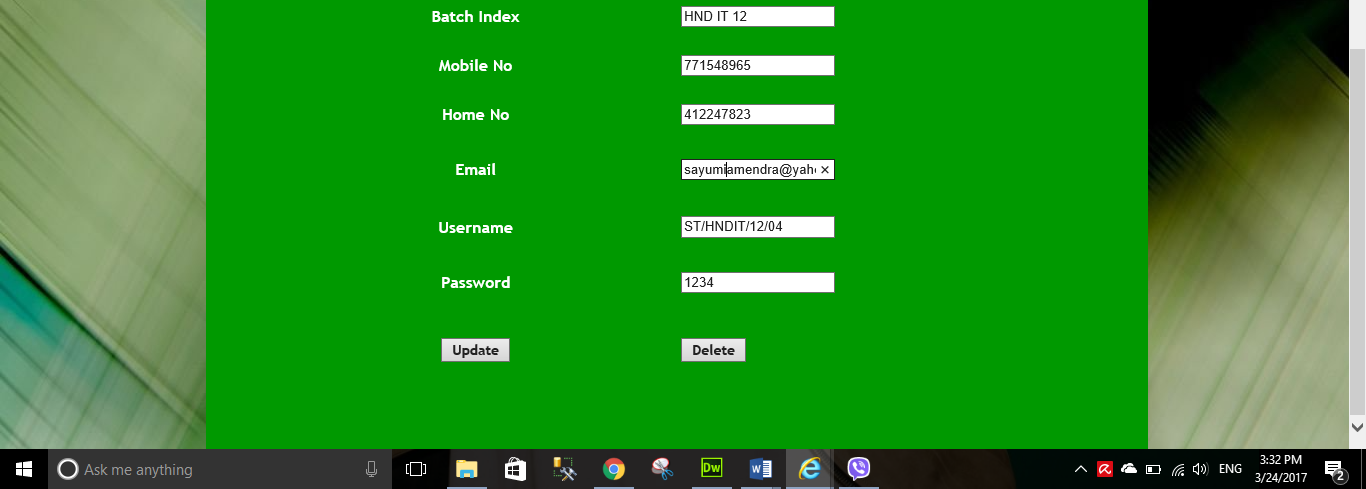 Batch Index HND IT 12
Mobile No 771548965
Home No 412247823
Email sayumiamendra@yah
Username ST/HNDIT/12/04
Password 1234
Update Delete
Ask me anything
Dw
ENG
3:32 PM
3/24/2017
2